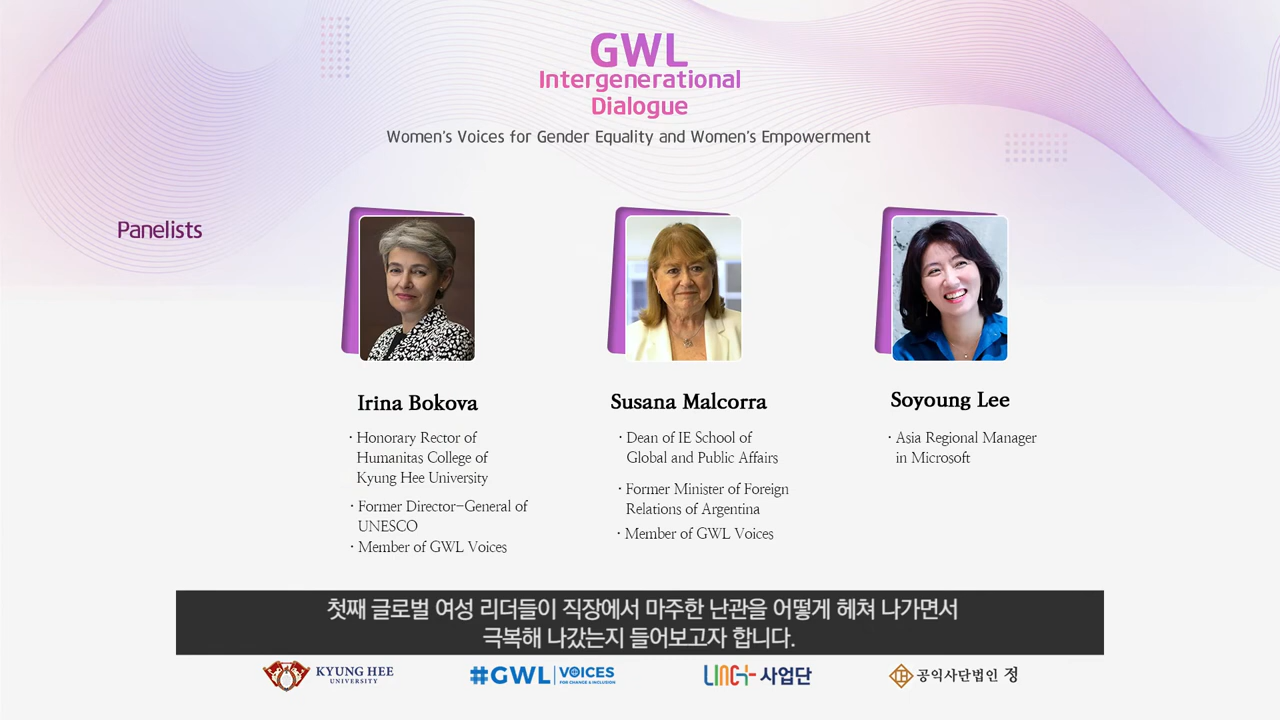 GWL
Intergenerational
Dialogue
Women's Voices for Gender Equality and Women's Empowerment
Panelists
Irina Bokova
· Honorary Rector of
Humanitas College of
Kyung Hee University
· Former Director-General of
UNESCO
· Member of GWL Voices
Susana Malcorra
· Dean of IE School of
Global and Public Affairs
· Former Minister of Foreign
Relations of Argentina
· Member of GWL Voices
Soyoung Lee
· Asia Regional Manager
in Microsoft
첫째 글로벌 여성 리더들이 직장에서 마주한 난관을 어떻게 헤쳐 나가면서
극복해 나갔는지 들어보고자 합니다.
KYUNG HEE
UNIVERSITY
#GWL VOICES
FOR CHANGE & INCLUSION
LINC+ 사업단
공익사단법인 정